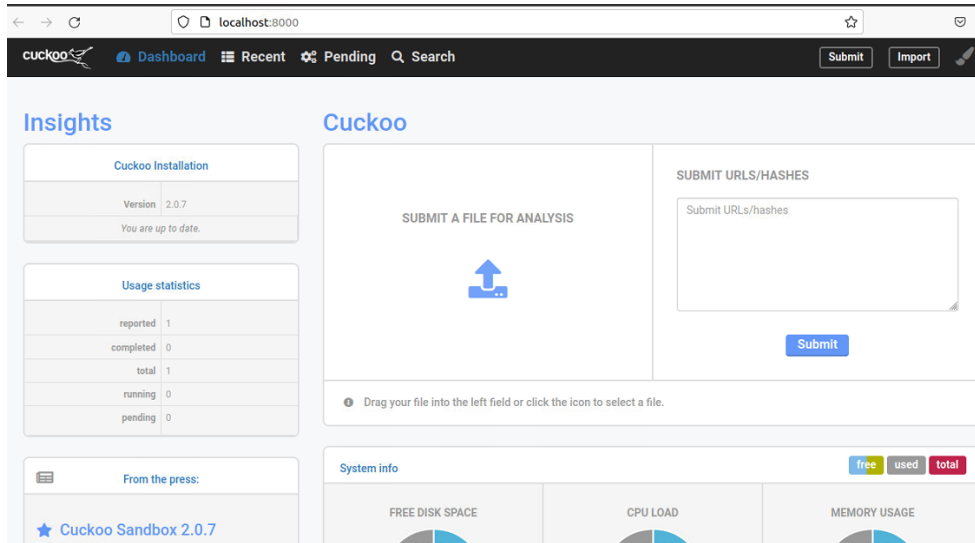 localhost:8000
cuckoo Dashboard Recent Pending Search Submit Import
Insights
Cuckoo Installation
Version 2.0.7
You are up to date.
Usage statistics
reported 1
completed 0
total 1
running 0
pending 0
From the press:
Cuckoo Sandbox 2.0.7
Cuckoo
SUBMIT A FILE FOR ANALYSIS
SUBMIT URLS/HASHES
Submit URLs/hashes
Submit
Drag your file into the left field or click the icon to select a file.
System info
free used total
FREE DISK SPACE
CPU LOAD
MEMORY USAGE